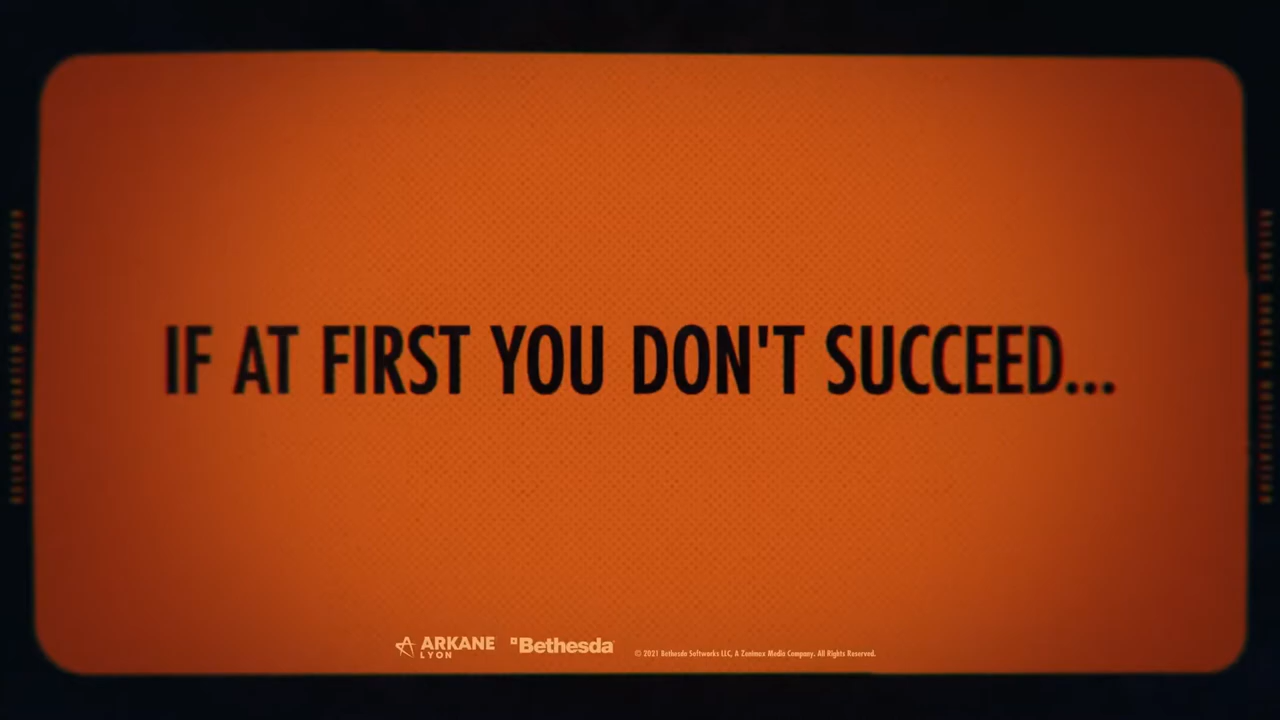 IF AT FIRST YOU DON'T SUCCEED...
ARKANE
LYON
Bethesda
© 2021 Bethesda Softworks LLC, A Zenimax Media Company. All Rights Reserved.